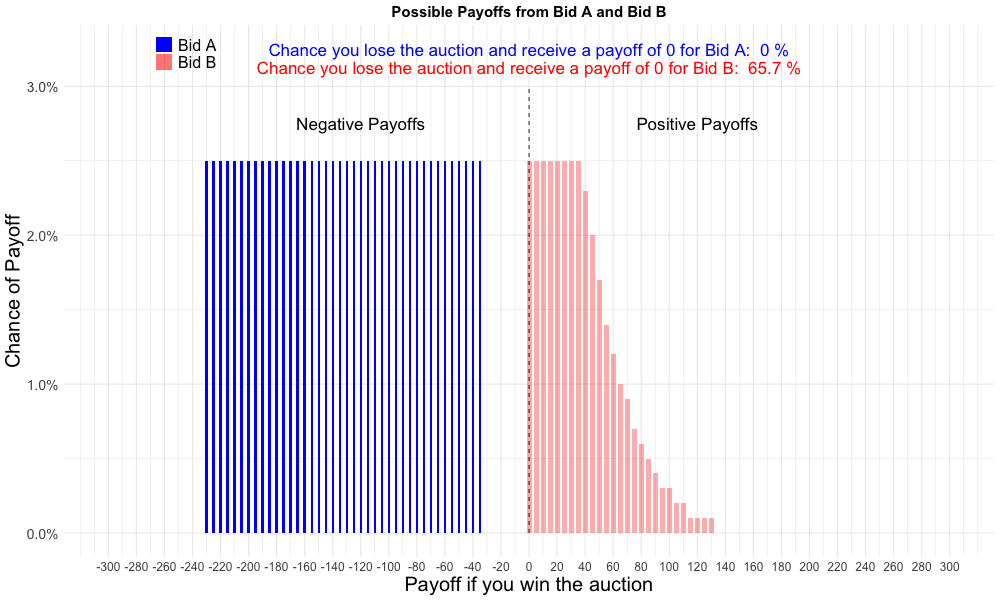 Possible Payoffs from Bid A and Bid B
Bid A
Bid B
Chance you lose the auction and receive a payoff of 0 for Bid A:  0 %
Chance you lose the auction and receive a payoff of 0 for Bid B:  65.7 %
Negative Payoffs
Positive Payoffs
Chance of Payoff
3.0%
2.0%
1.0%
0.0%
-300 -280 -260 -240 -220 -200 -180 -160 -140 -120 -100 -80 -60 -40 -20 0 20 40 60 80 100 120 140 160 180 200 220 240 260 280 300
Payoff if you win the auction